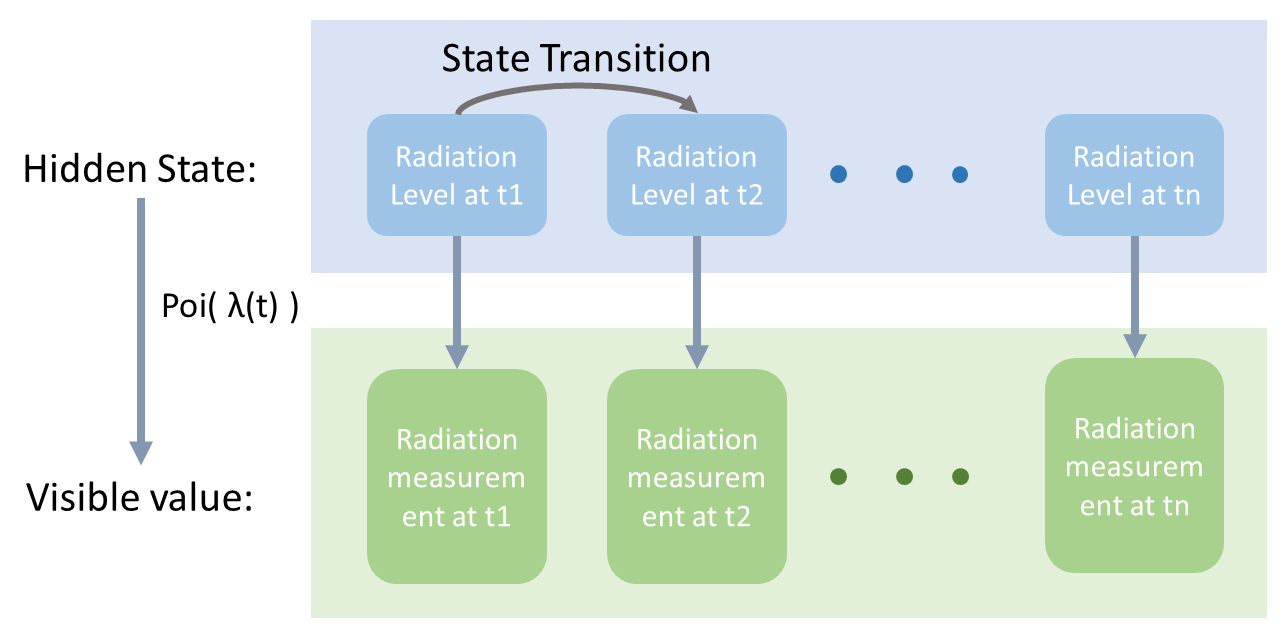 State Transition
Hidden State:
Radiation
Level at t1
Radiation
Level at t2
Radiation
Level at tn
Poi( λ(t) )
Visible value:
Radiation
measurem
ent at t1
Radiation
measurem
ent at t2
Radiation
measurem
ent at tn